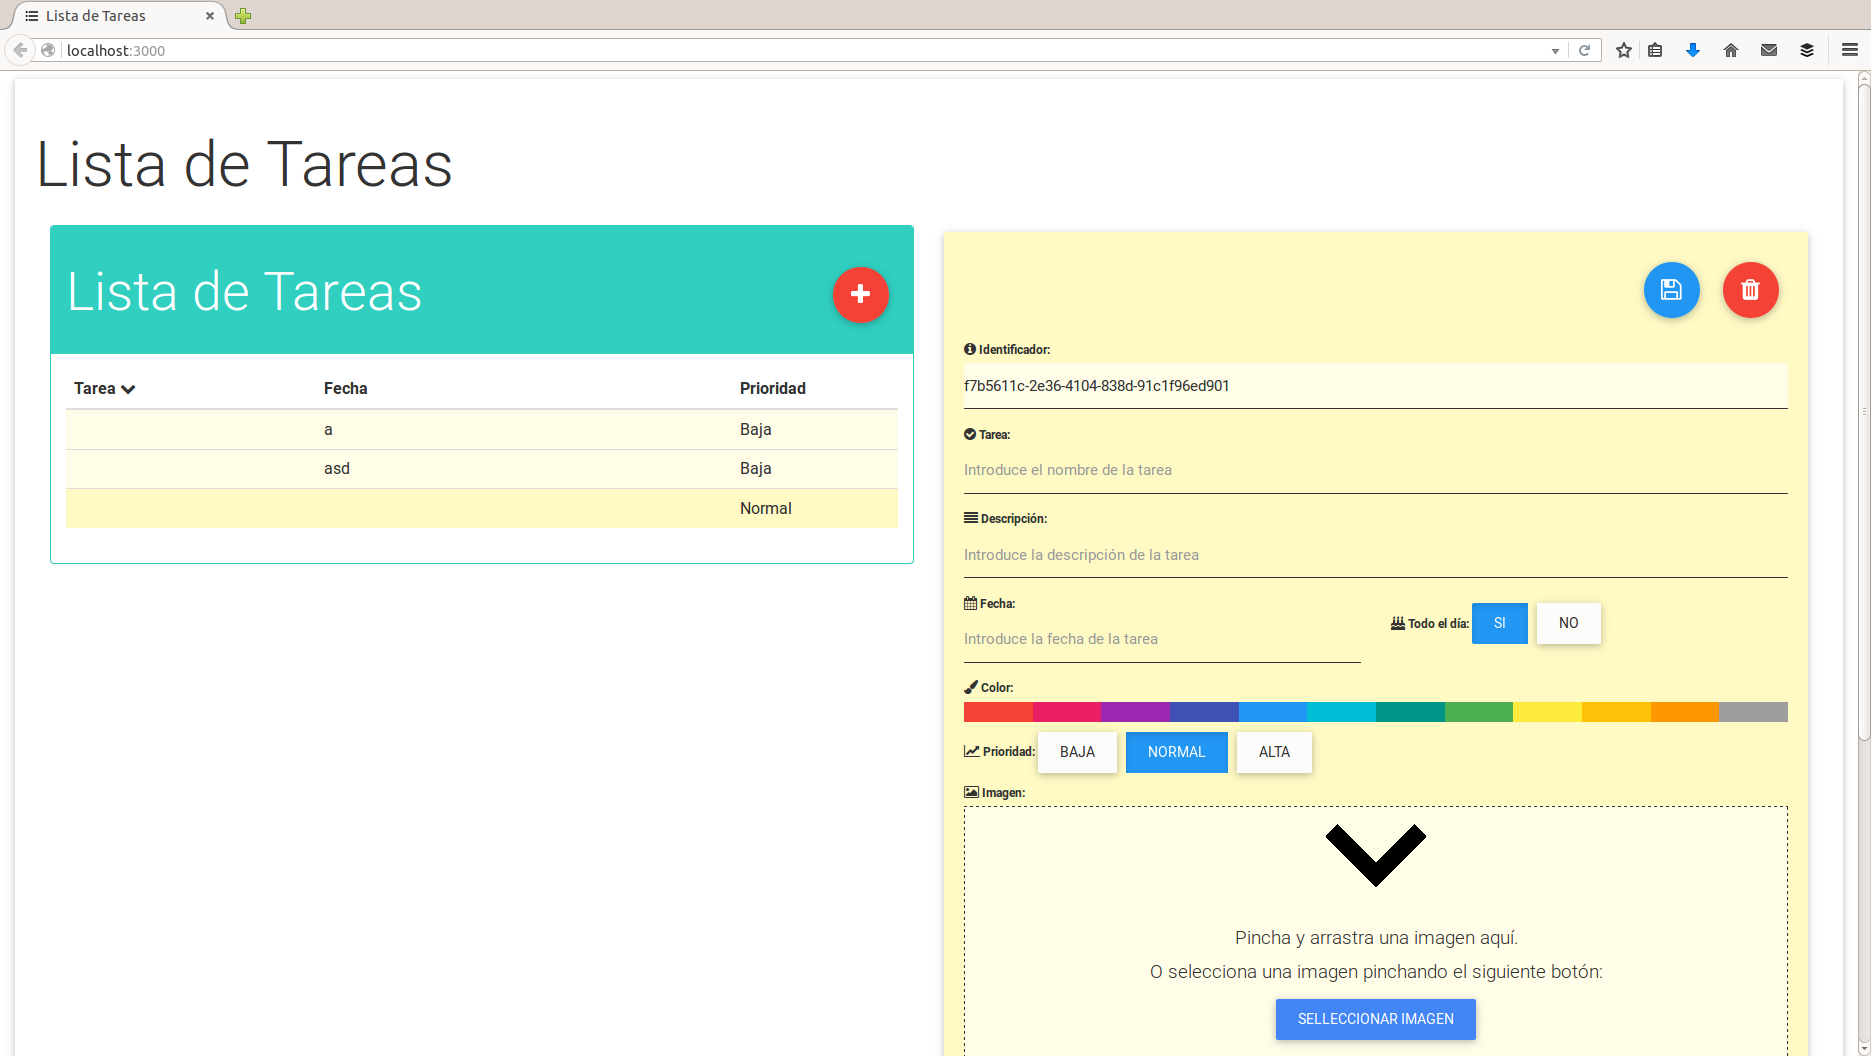 Lista de Tareas
localhost:3000
Lista de Tareas
Lista de Tareas
Tarea Fecha Prioridad
a Baja
asd Baja
Normal
Identificador:
f7b5611c-2e36-4104-838d-91c1f96ed901
Tarea:
Introduce el nombre de la tarea
Descripción:
Introduce la descripción de la tarea
Fecha:
Introduce la fecha de la tarea
Todo el día: SI NO
Color:
Prioridad: BAJA NORMAL ALTA
Imagen:
Pincha y arrastra una imagen aquí.
O selecciona una imagen pinchando el siguiente botón:
SELLECCIONAR IMAGEN